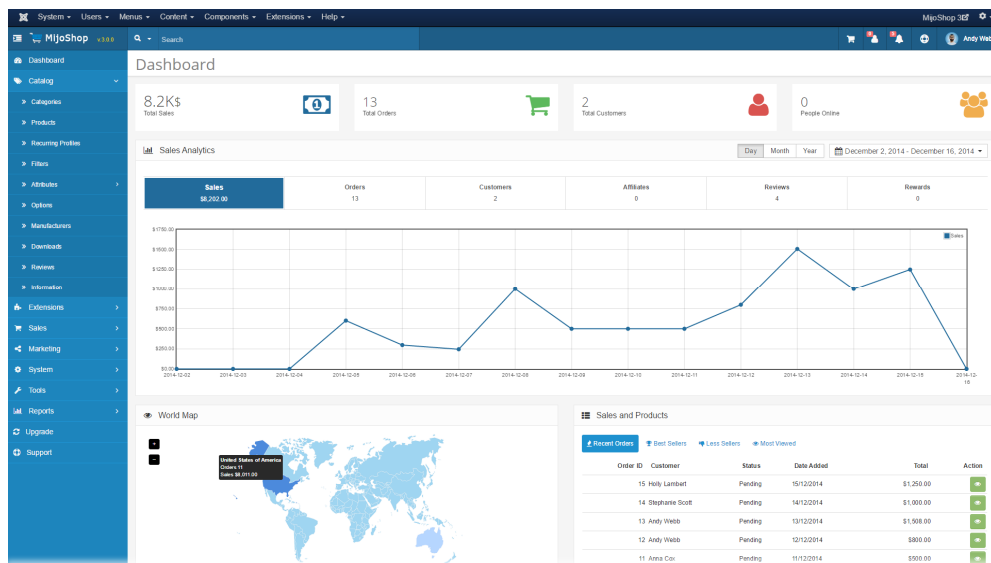 System Users Menus Content Components Extensions Help MijoShop 3
MijoShop v.3.0.0 Search Andy Web
Dashboard
Catalog
Categories
Products
Recurring Profiles
Filters
Attributes
Options
Manufacturers
Downloads
Reviews
Information
Extensions
Sales
Marketing
System
Tools
Reports
Upgrade
Support
Dashboard
8.2K$
Total Sales
13
Total Orders
2
Total Customers
0
People Online
Sales Analytics Day Month Year December 2, 2014 - December 16, 2014
Sales Orders Customers Affiliates Reviews Rewards
$8,202.00 13 2 0 4 0
Sales
$1750.00
$1500.00
$1250.00
$1000.00
$750.00
$500.00
$250.00
$0.00
2014-12-02 2014-12-03 2014-12-04 2014-12-05 2014-12-06 2014-12-07 2014-12-08 2014-12-09 2014-12-10 2014-12-11 2014-12-12 2014-12-13 2014-12-14 2014-12-15 2014-12-16
World Map
+
-
United States of America
Orders 11
Sales $8,011.00
Sales and Products
Recent Orders Best Sellers Less Sellers Most Viewed
Order ID Customer Status Date Added Total Action
15 Holly Lambert Pending 15/12/2014 $1,250.00
14 Stephanie Scott Pending 14/12/2014 $1,000.00
13 Andy Webb Pending 13/12/2014 $1,508.00
12 Andy Webb Pending 12/12/2014 $800.00
11 Anna Cox Pending 11/12/2014 $500.00